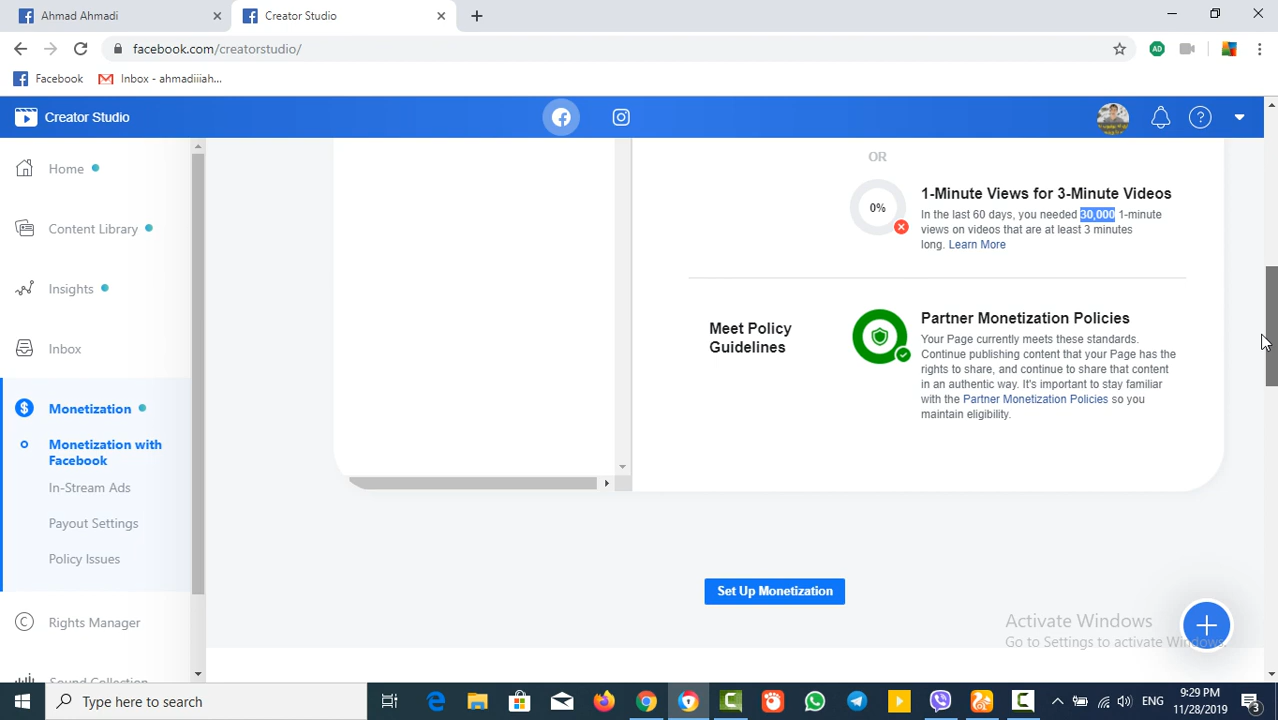 Ahmad Ahmadi
Creator Studio
facebook.com/creatorstudio/
AD
Facebook
Inbox - ahmadiiiah...
Creator Studio
Home
Content Library
Insights
Inbox
Monetization
Monetization with
Facebook
In-Stream Ads
Payout Settings
Policy Issues
Rights Manager
Sound Collection
OR
0%
1-Minute Views for 3-Minute Videos
In the last 60 days, you needed 30,000 1-minute
views on videos that are at least 3 minutes
long. Learn More
Meet Policy
Guidelines
Partner Monetization Policies
Your Page currently meets these standards.
Continue publishing content that your Page has the
rights to share, and continue to share that content
in an authentic way. It's important to stay familiar
with the Partner Monetization Policies so you
maintain eligibility.
Set Up Monetization
Activate Windows
Go to Settings to activate Windows.
Type here to search
ENG
9:29 PM
11/28/2019
3